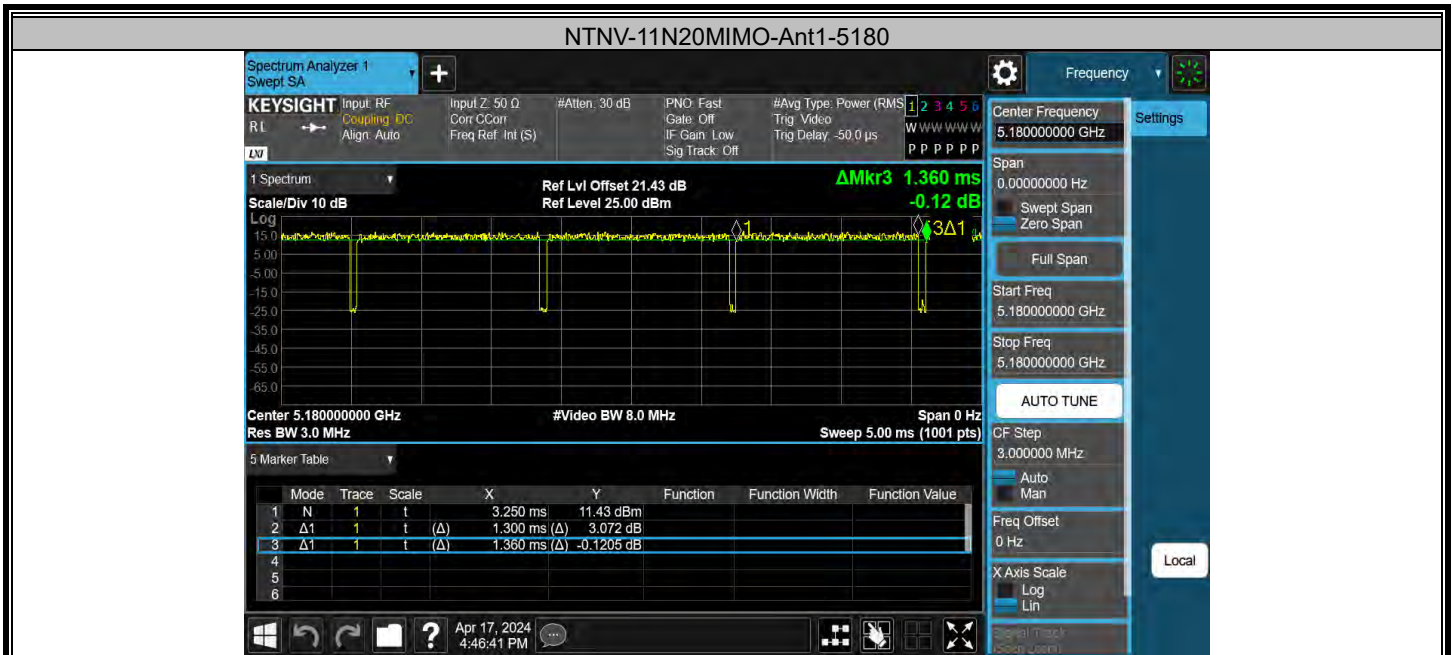 NTNV-11N20MIMO-Ant1-5180
Spectrum Analyzer 1
Swept SA
Frequency
KEYSIGHT
RL
LXI
Input: RF
Coupling: DC
Align: Auto
Input Z: 50 Ω
Corr CCorr
Freq Ref: Int (S)
#Atten: 30 dB
PNO: Fast
Gate: Off
IF Gain: Low
Sig Track: Off
#Avg Type: Power (RMS
Trig: Video
Trig Delay: -50.0 µs
1 2 3 4 5 6
W W W W W W
P P P P P P
1 Spectrum
Scale/Div 10 dB
Ref Lvl Offset 21.43 dB
Ref Level 25.00 dBm
ΔMkr3 1.360 ms
-0.12 dB
Log
15.0
5.00
-5.00
-15.0
-25.0
-35.0
-45.0
-55.0
-65.0
1
3Δ1
Center 5.180000000 GHz
#Video BW 8.0 MHz
Span 0 Hz
Res BW 3.0 MHz
Sweep 5.00 ms (1001 pts)
5 Marker Table
Mode Trace Scale X Y Function Function Width Function Value
1 N 1 t 3.250 ms 11.43 dBm
2 Δ1 1 t (Δ) 1.300 ms (Δ) 3.072 dB
3 Δ1 1 t (Δ) 1.360 ms (Δ) -0.1205 dB
4
5
6
Apr 17, 2024
4:46:41 PM
Center Frequency
5.180000000 GHz
Settings
Span
0.00000000 Hz
Swept Span
Zero Span
Full Span
Start Freq
5.180000000 GHz
Stop Freq
5.180000000 GHz
AUTO TUNE
CF Step
3.000000 MHz
Auto
Man
Freq Offset
0 Hz
X Axis Scale
Log
Lin
Signal Track
(Span Zoom)
Local